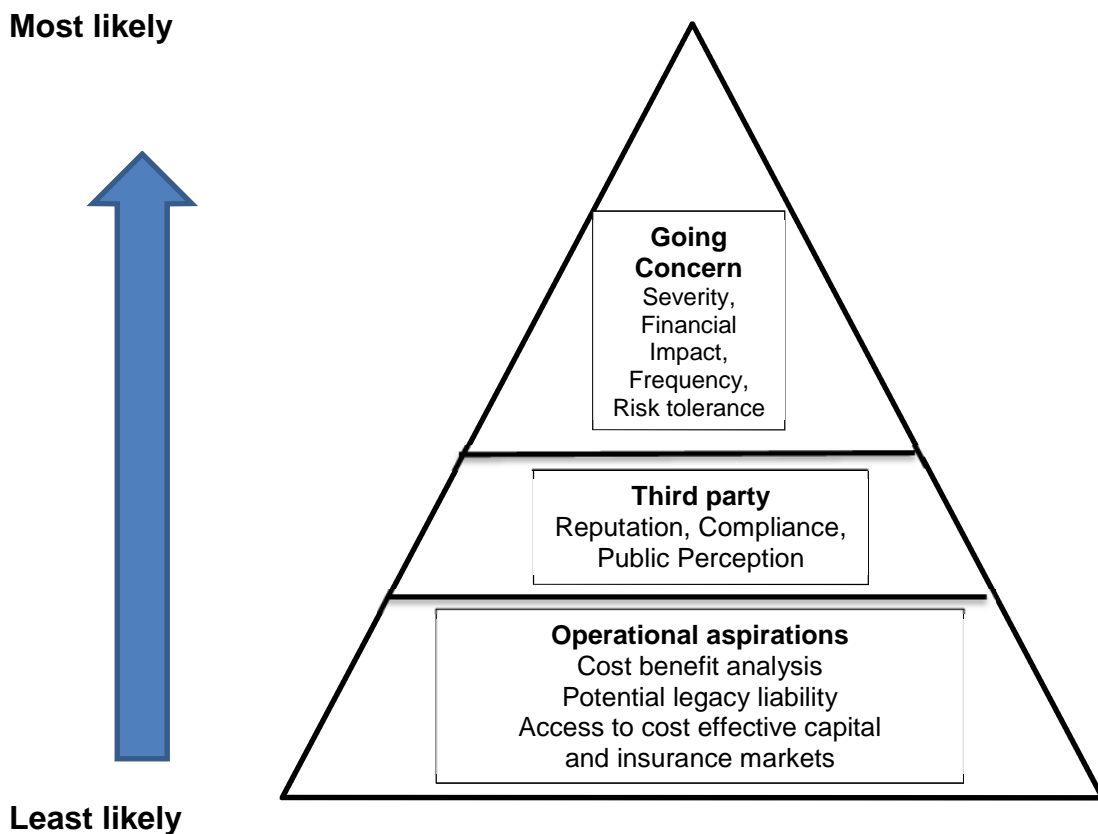 Most likely
Going
Concern
Severity,
Financial
Impact,
Frequency,
Risk tolerance
Third party
Reputation, Compliance,
Public Perception
Operational aspirations
Cost benefit analysis
Potential legacy liability
Access to cost effective capital
and insurance markets
Least likely